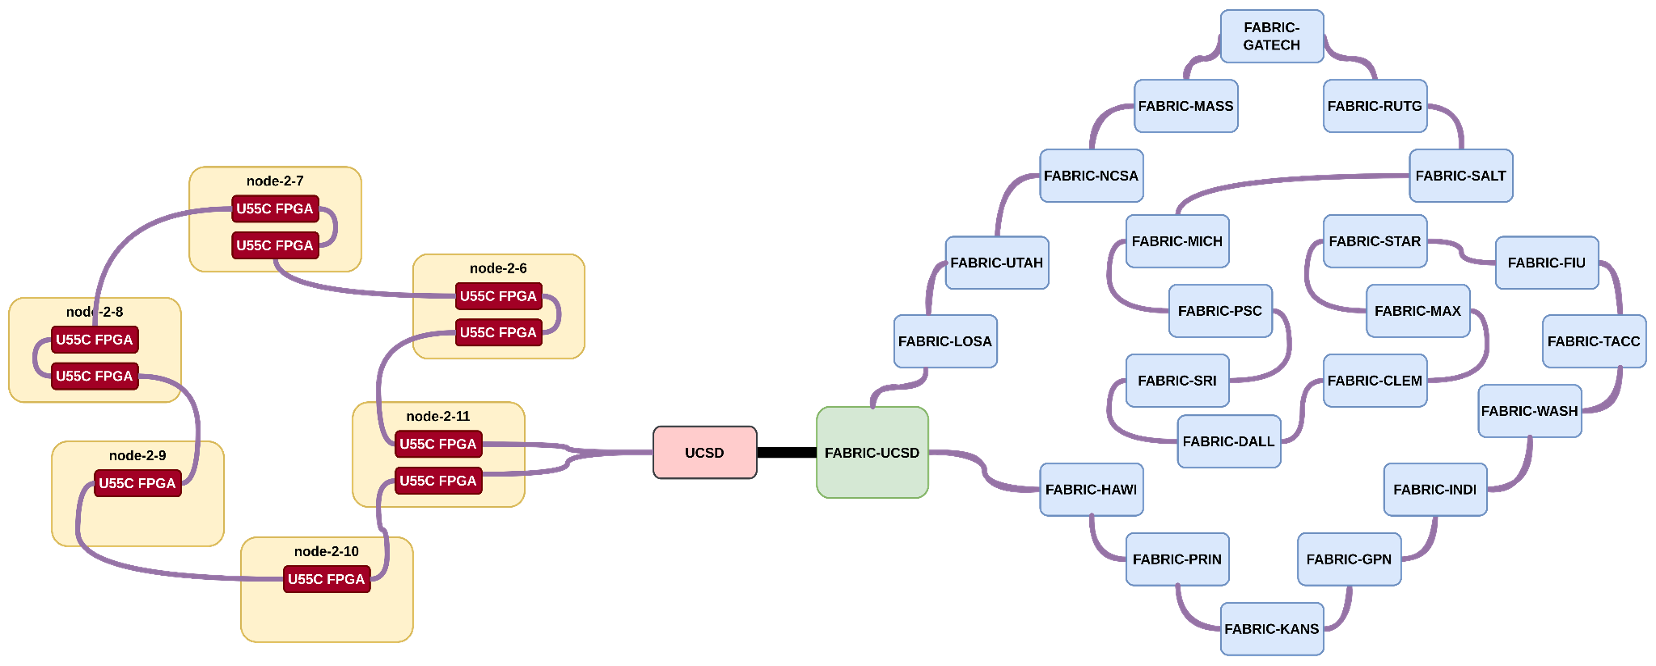 FABRIC-
GATECH
FABRIC-MASS
FABRIC-RUTG
FABRIC-NCSA
FABRIC-SALT
node-2-7
U55C FPGA
U55C FPGA
FABRIC-MICH
FABRIC-STAR
FABRIC-UTAH
FABRIC-FIU
node-2-6
U55C FPGA
U55C FPGA
FABRIC-PSC
FABRIC-MAX
node-2-8
U55C FPGA
U55C FPGA
FABRIC-LOSA
FABRIC-TACC
FABRIC-SRI
FABRIC-CLEM
FABRIC-WASH
node-2-11
U55C FPGA
U55C FPGA
FABRIC-DALL
UCSD
FABRIC-UCSD
node-2-9
U55C FPGA
FABRIC-HAWI
FABRIC-INDI
node-2-10
U55C FPGA
FABRIC-PRIN
FABRIC-GPN
FABRIC-KANS